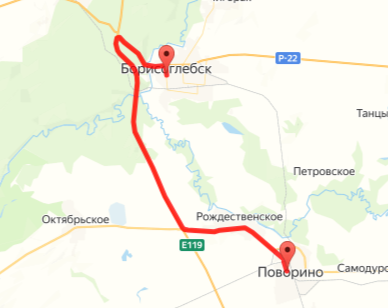 Борисоглебск
Р-22
Танцы
Петровское
Октябрьское
Рождественское
E119
Поворино
Самодуро